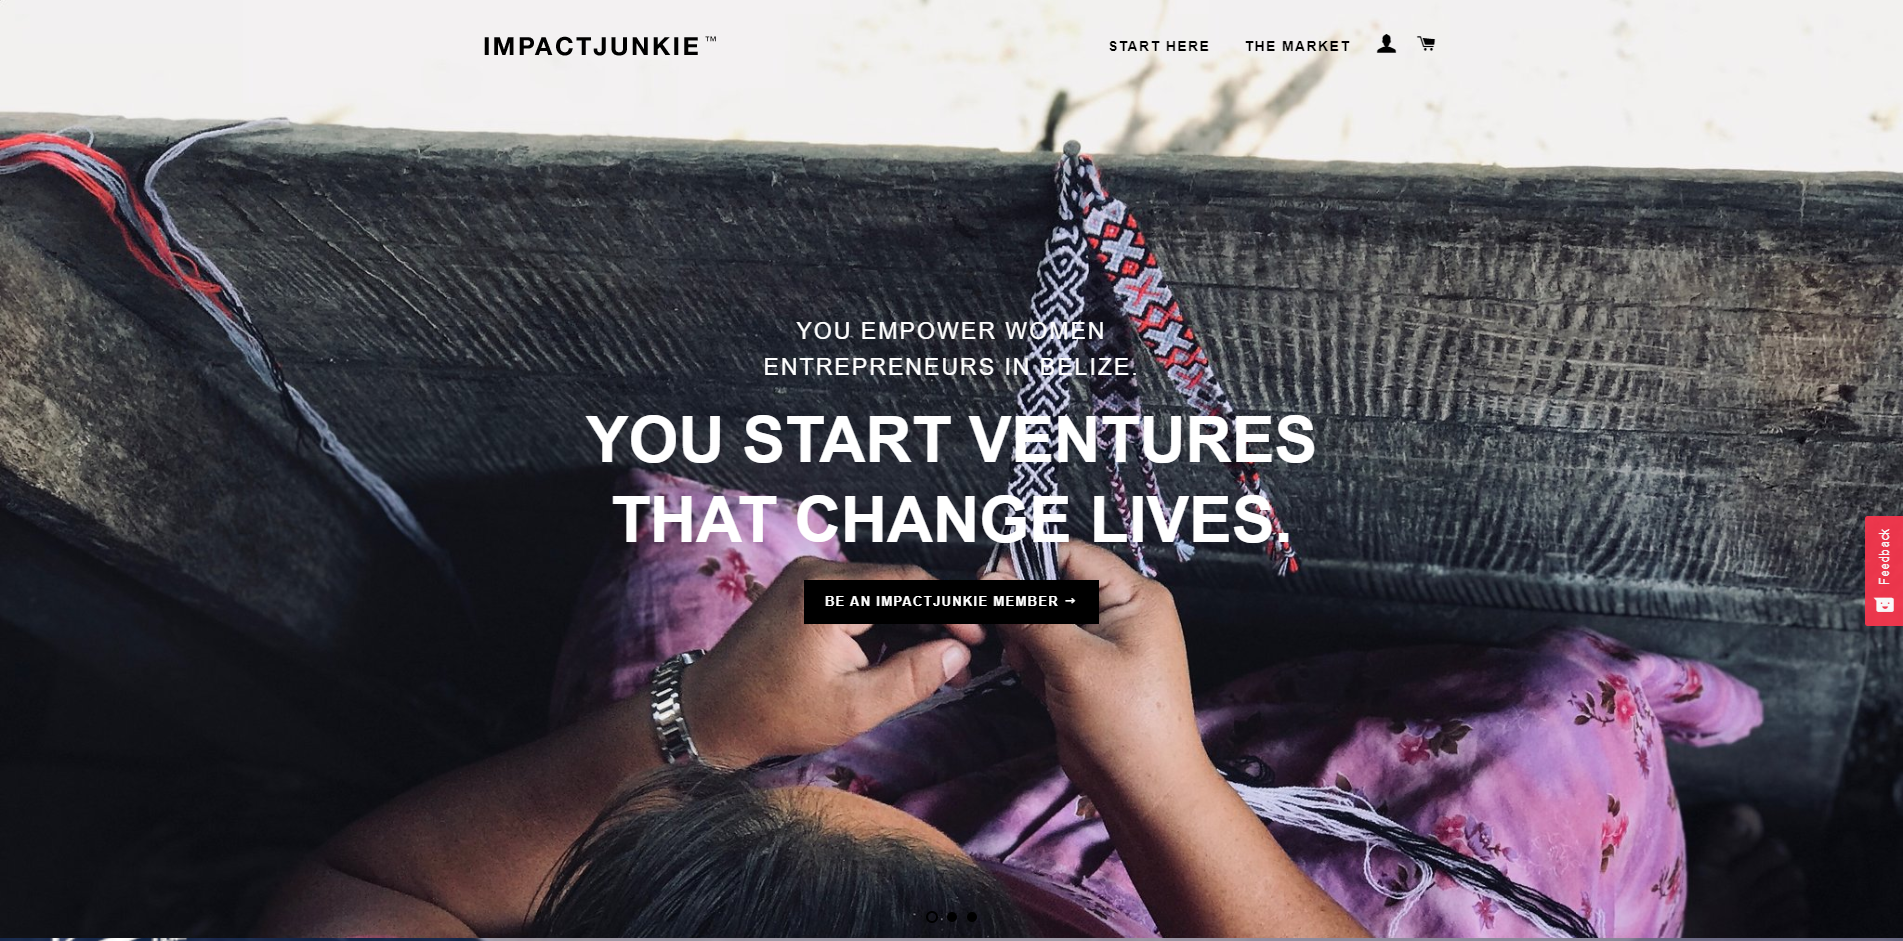 IMPACTJUNKIE™
START HERE
THE MARKET
YOU EMPOWER WOMEN
ENTREPRENEURS IN BELIZE.
YOU START VENTURES
THAT CHANGE LIVES.
BE AN IMPACTJUNKIE MEMBER →
Feedback